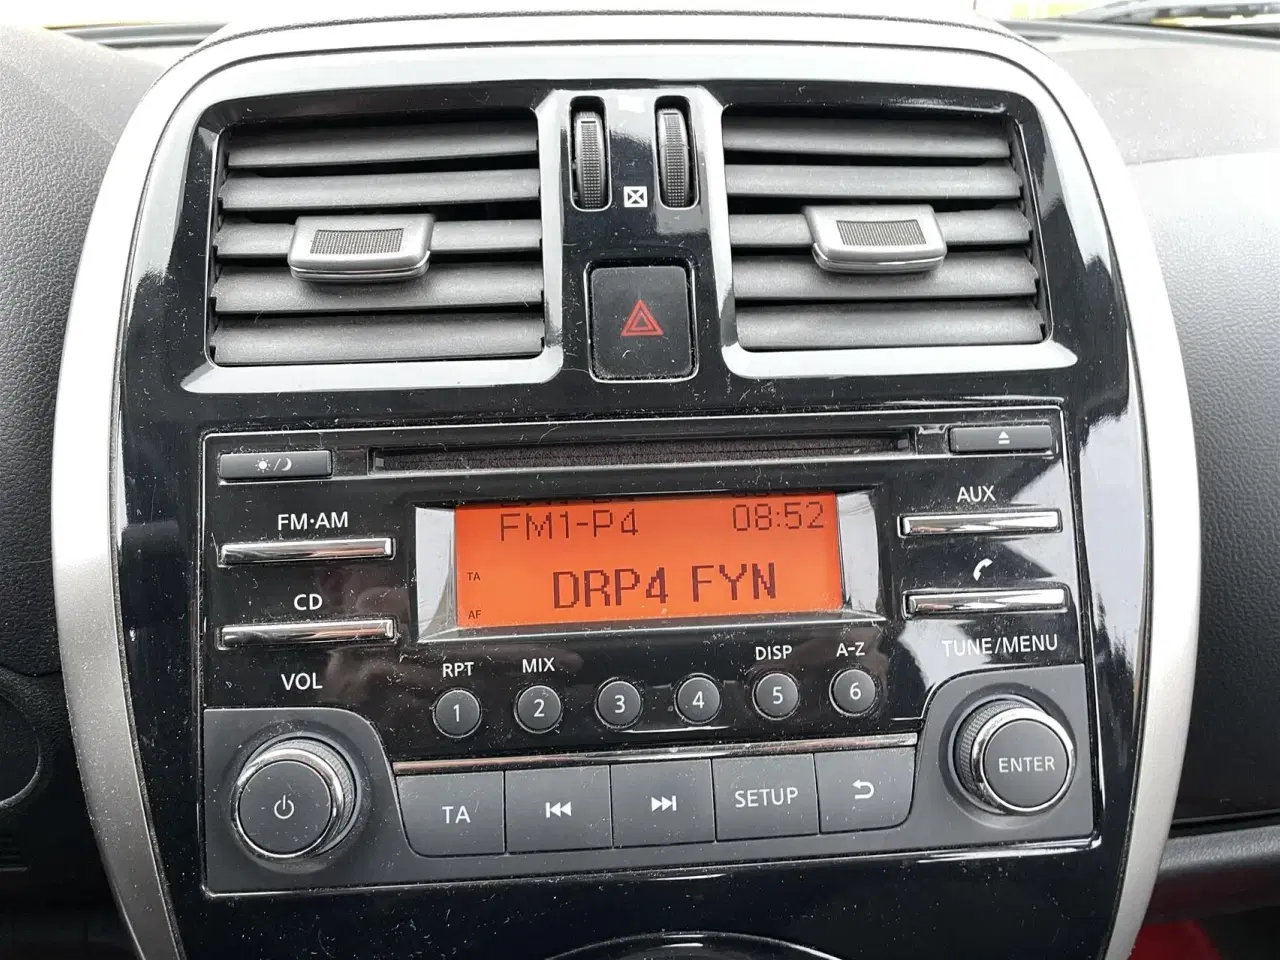 FM·AM
AUX
FM1-P4 08:52
TA
DRP4 FYN
AF
CD
VOL
TUNE/MENU
RPT MIX DISP A-Z
1 2 3 4 5 6
TA SETUP
ENTER